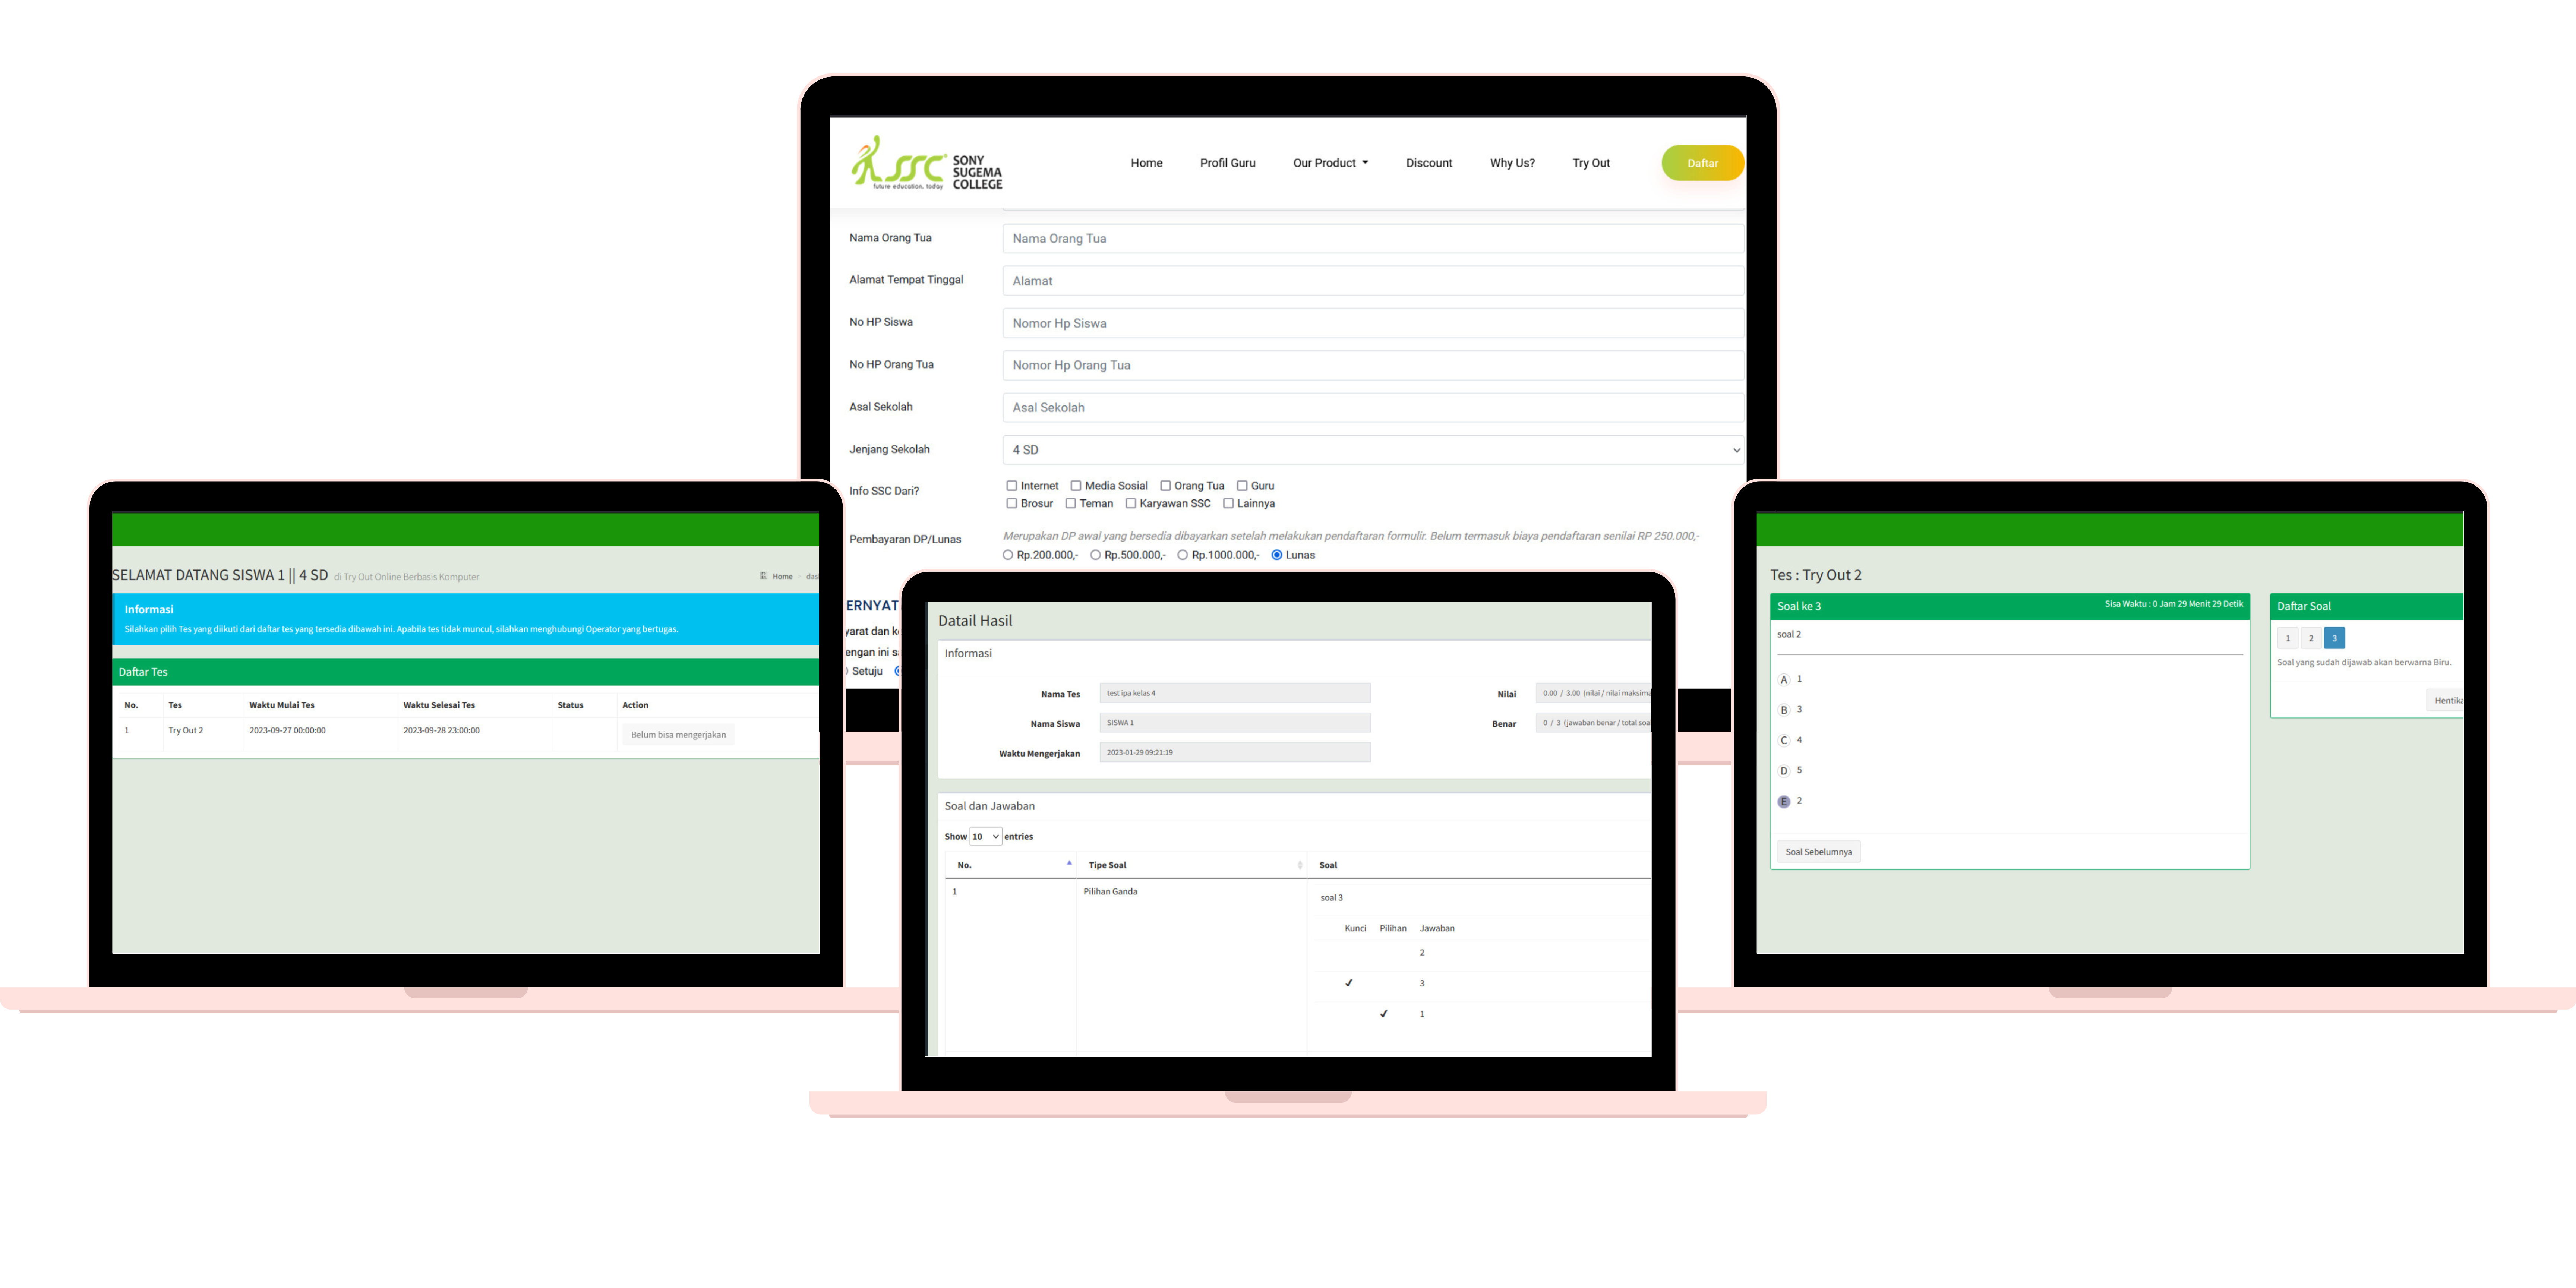 SSC
future education, today
SONY
SUGEMA
COLLEGE
Home Profil Guru Our Product Discount Why Us? Try Out Daftar
Nama Orang Tua Nama Orang Tua
Alamat Tempat Tinggal Alamat
No HP Siswa Nomor Hp Siswa
No HP Orang Tua Nomor Hp Orang Tua
Asal Sekolah Asal Sekolah
Jenjang Sekolah 4 SD
Info SSC Dari? Internet Media Sosial Orang Tua Guru
Brosur Teman Karyawan SSC Lainnya
Pembayaran DP/Lunas Merupakan DP awal yang bersedia dibayarkan setelah melakukan pendaftaran formulir. Belum termasuk biaya pendaftaran senilai RP 250.000,-
Rp.200.000,- Rp.500.000,- Rp.1000.000,- Lunas
ERNYAT
yarat dan k
engan ini s
Setuju
SELAMAT DATANG SISWA 1 || 4 SD di Try Out Online Berbasis Komputer Home das
Informasi
Silahkan pilih Tes yang diikuti dari daftar tes yang tersedia dibawah ini. Apabila tes tidak muncul, silahkan menghubungi Operator yang bertugas.
Daftar Tes
No. Tes Waktu Mulai Tes Waktu Selesai Tes Status Action
1 Try Out 2 2023-09-27 00:00:00 2023-09-28 23:00:00 Belum bisa mengerjakan
Datail Hasil
Informasi
Nama Tes test ipa kelas 4 Nilai 0.00 / 3.00 (nilai / nilai maksima
Nama Siswa SISWA 1 Benar 0 / 3 (jawaban benar / total soa
Waktu Mengerjakan 2023-01-29 09:21:19
Soal dan Jawaban
Show 10 entries
No. Tipe Soal Soal
1 Pilihan Ganda soal 3
Kunci Pilihan Jawaban
2
✓ 3
✓ 1
Tes : Try Out 2
Soal ke 3 Sisa Waktu : 0 Jam 29 Menit 29 Detik
soal 2
A 1
B 3
C 4
D 5
E 2
Soal Sebelumnya
Daftar Soal
1 2 3
Soal yang sudah dijawab akan berwarna Biru.
Hentika